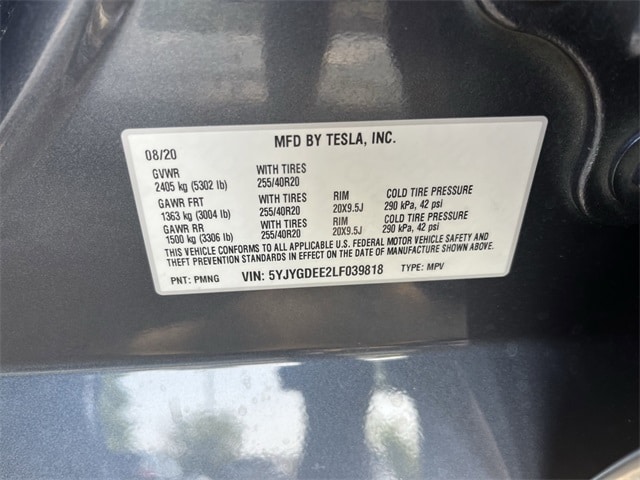 MFD BY TESLA, INC.
08/20
GVWR WITH TIRES
2405 kg (5302 lb) 255/40R20
GAWR FRT WITH TIRES RIM COLD TIRE PRESSURE
1363 kg (3004 lb) 255/40R20 20X9.5J 290 kPa, 42 psi
GAWR RR WITH TIRES RIM COLD TIRE PRESSURE
1500 kg (3306 lb) 255/40R20 20X9.5J 290 kPa, 42 psi
THIS VEHICLE CONFORMS TO ALL APPLICABLE U.S. FEDERAL MOTOR VEHICLE SAFETY AND
THEFT PREVENTION STANDARDS IN EFFECT ON THE DATE OF MANUFACTURE SHOWN ABOVE.
PNT: PMNG VIN: 5YJYGDEE2LF039818 TYPE: MPV